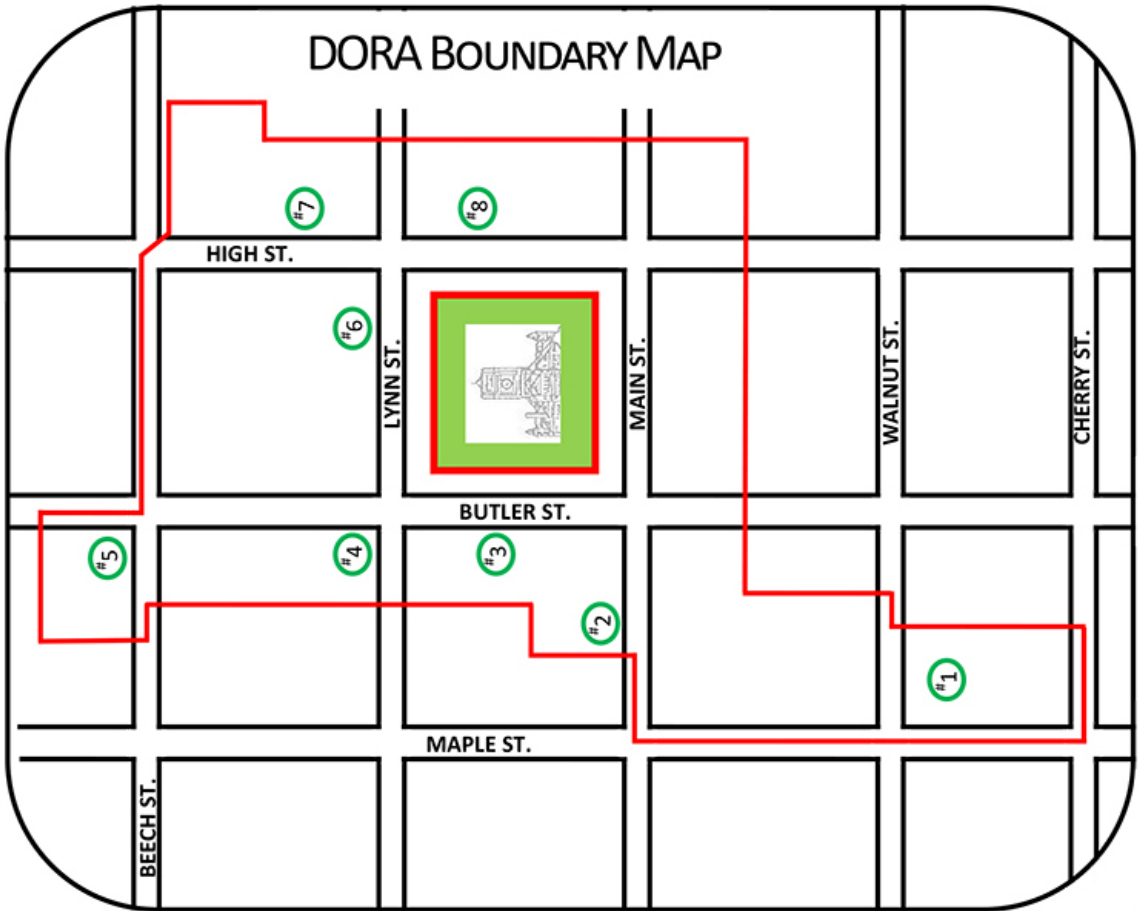 DORA BOUNDARY MAP
#7
#8
HIGH ST.
#6
LYNN ST.
MAIN ST.
WALNUT ST.
CHERRY ST.
BUTLER ST.
#5
#4
#3
#2
#1
MAPLE ST.
BEECH ST.